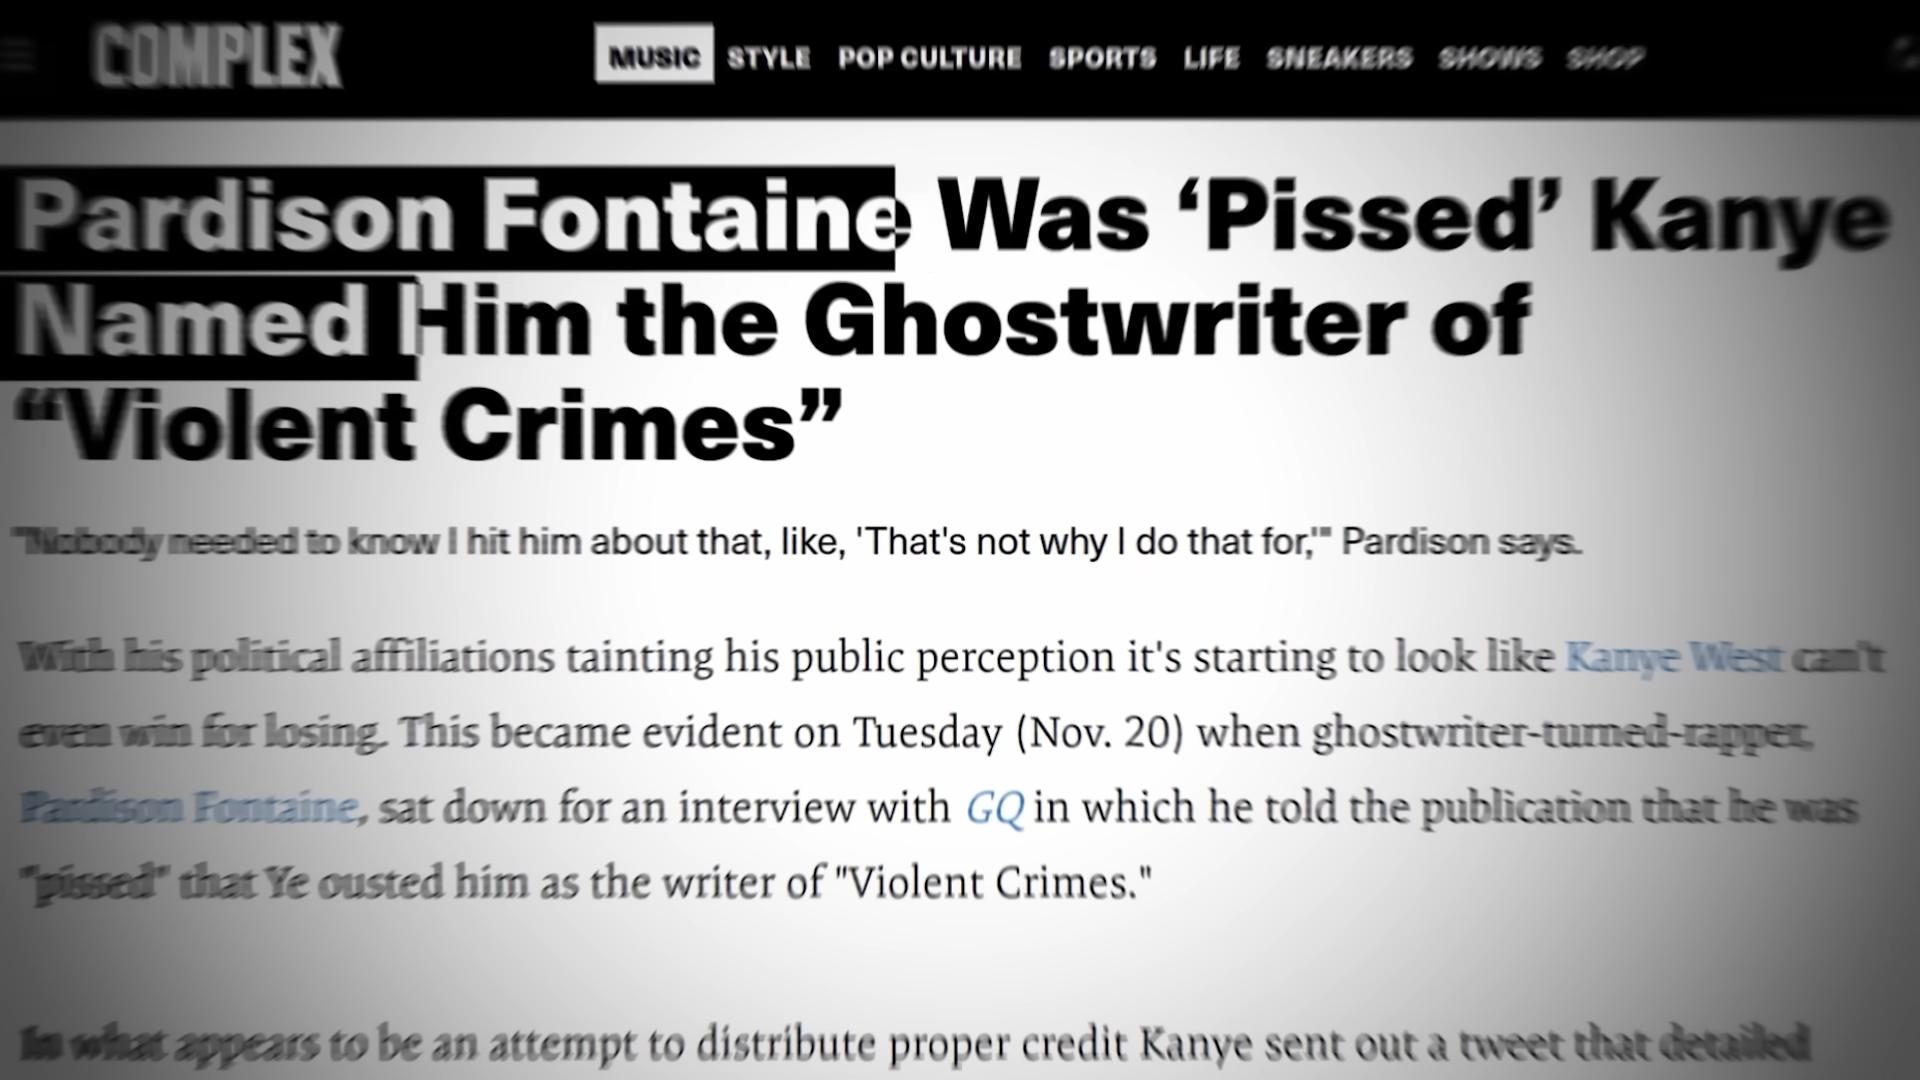 COMPLEX
MUSIC STYLE POP CULTURE SPORTS LIFE SNEAKERS SHOWS SHOP
Pardison Fontaine Was ‘Pissed’ Kanye
Named Him the Ghostwriter of
“Violent Crimes”
"Nobody needed to know I hit him about that, like, 'That's not why I do that for,'" Pardison says.
With his political affiliations tainting his public perception it's starting to look like Kanye West can't
even win for losing. This became evident on Tuesday (Nov. 20) when ghostwriter-turned-rapper,
Pardison Fontaine, sat down for an interview with GQ in which he told the publication that he was
"pissed" that Ye ousted him as the writer of "Violent Crimes."
In what appears to be an attempt to distribute proper credit Kanye sent out a tweet that detailed